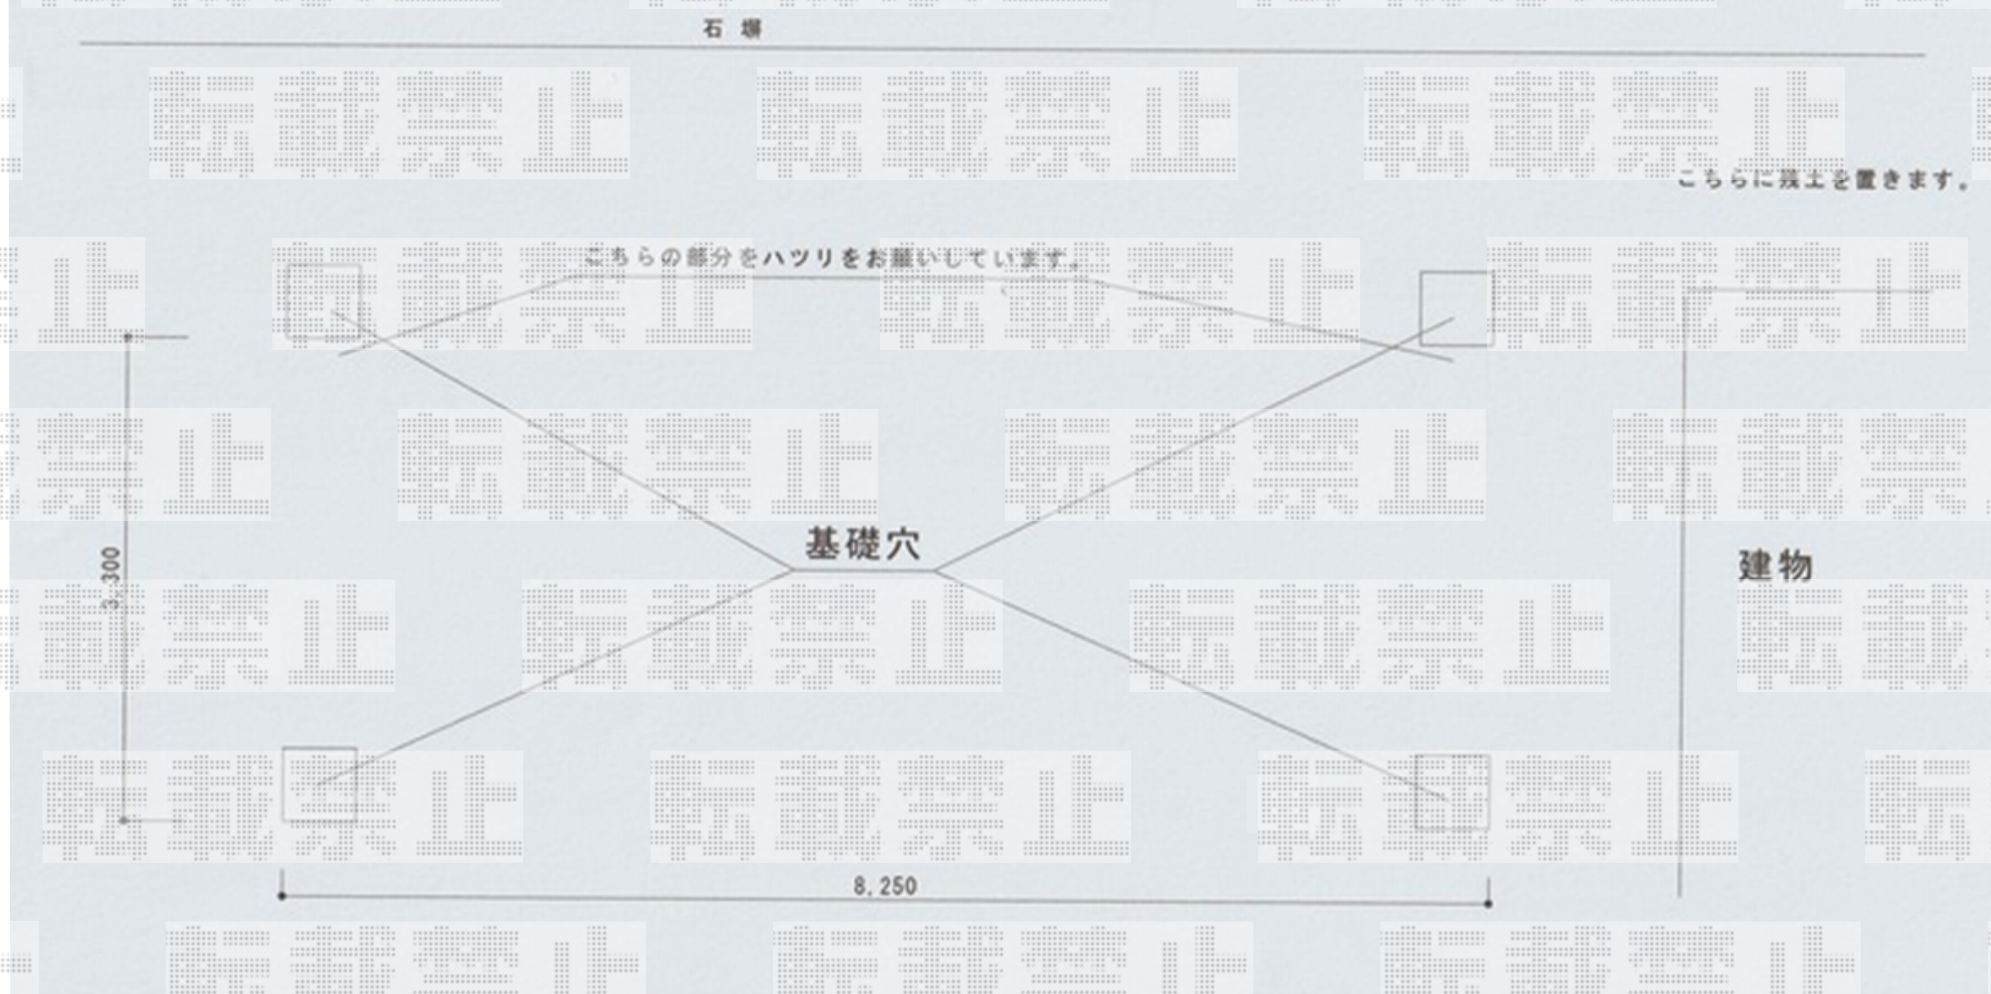 石塀
こちらに残土を置きます。
こちらの部分をハツリをお願いしています。
基礎穴
建物
3,300
8,250
転載禁止